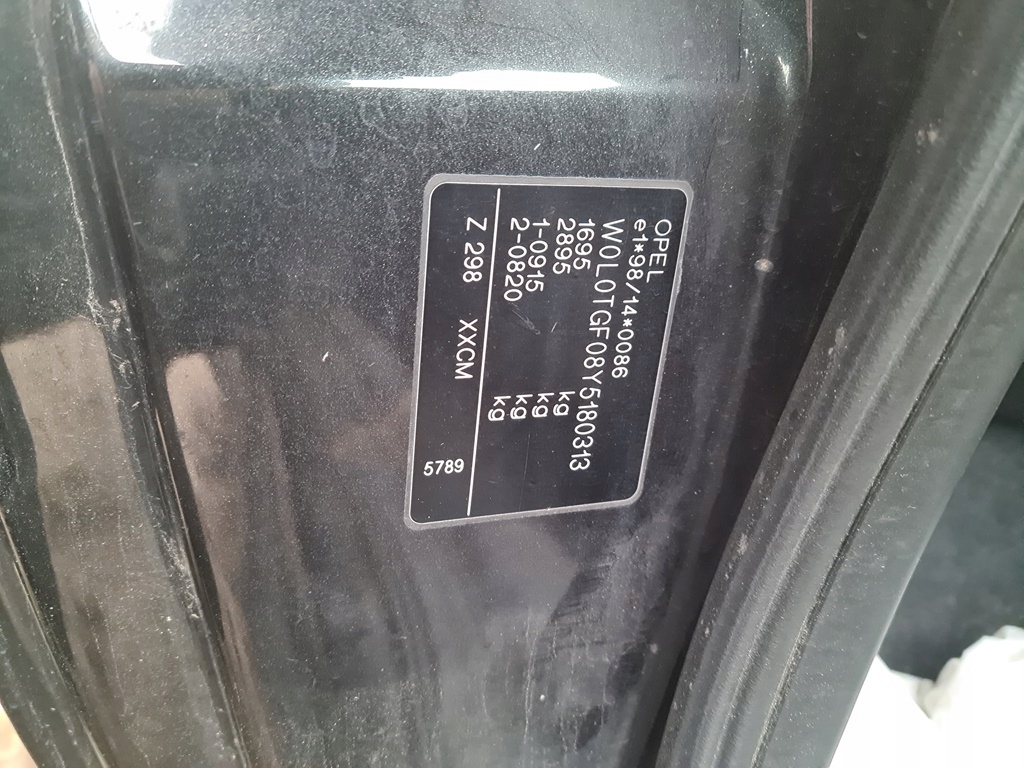 OPEL
e1*98/14*0086
W0L0TGF08Y5180313
1695 kg
2895 kg
1-0915 kg
2-0820 kg
Z 298 XXCM 5789